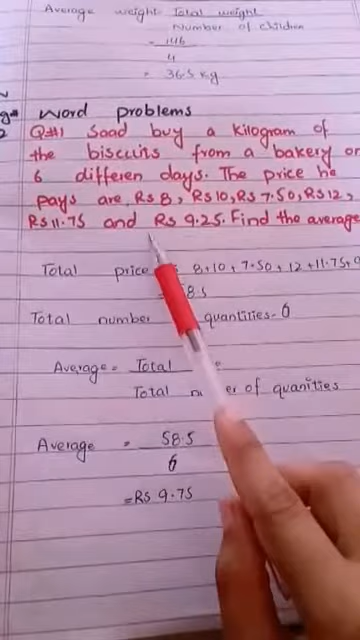 Average weight= Total weight
Number of children
= 146
4
= 36.5 kg
Word problems
Q#1 Saad buy a kilogram of
the biscuits from a bakery on
6 differen days. The price he
pays are Rs 8, Rs 10, Rs 7.50, Rs 12,
Rs 11.75 and Rs 9.25. Find the average
Total price = 8+10+7.50+12+11.75+
58.5
Total number quantities= 6
Average = Total
Total of quanities
Average = 58.5
6
= Rs 9.75